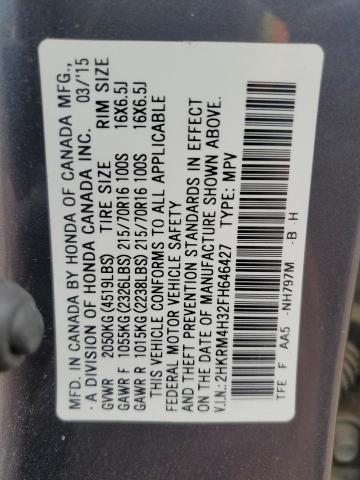 MFD. IN CANADA BY HONDA OF CANADA MFG.,
A DIVISION OF HONDA CANADA INC. 03/'15
GVWR 2050KG (4519LBS) TIRE SIZE RIM SIZE
GAWR F 1055KG (2326LBS) 215/70R16 100S 16X6.5J
GAWR R 1015KG (2238LBS) 215/70R16 100S 16X6.5J
THIS VEHICLE CONFORMS TO ALL APPLICABLE
FEDERAL MOTOR VEHICLE SAFETY
AND THEFT PREVENTION STANDARDS IN EFFECT
ON THE DATE OF MANUFACTURE SHOWN ABOVE.
V.I.N.: 2HKRM4H32FH646427 TYPE: MPV
TFE F AA5 -NH797M -B H